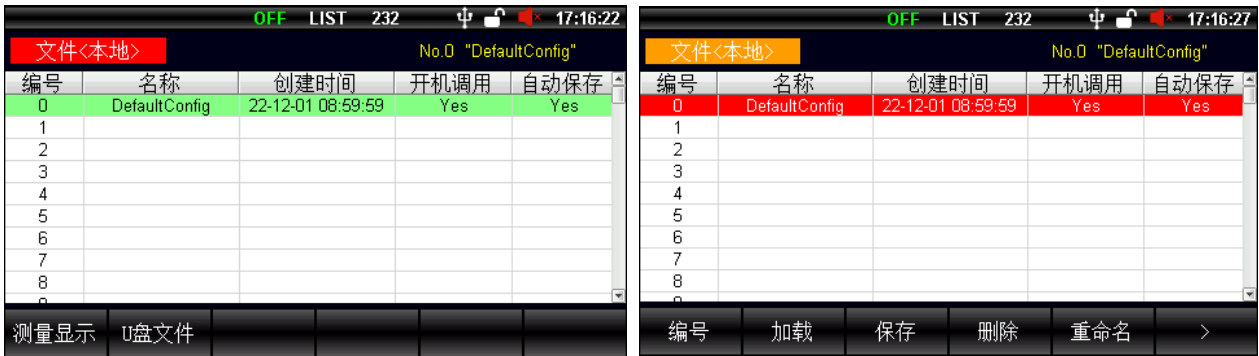 OFF LIST 232 17:16:22
文件<本地> No.0 "DefaultConfig"
编号 名称 创建时间 开机调用 自动保存
0 DefaultConfig 22-12-01 08:59:59 Yes Yes
1
2
3
4
5
6
7
8
测量显示 U盘文件
OFF LIST 232 17:16:27
文件<本地> No.0 "DefaultConfig"
编号 名称 创建时间 开机调用 自动保存
0 DefaultConfig 22-12-01 08:59:59 Yes Yes
1
2
3
4
5
6
7
8
编号 加载 保存 删除 重命名 >